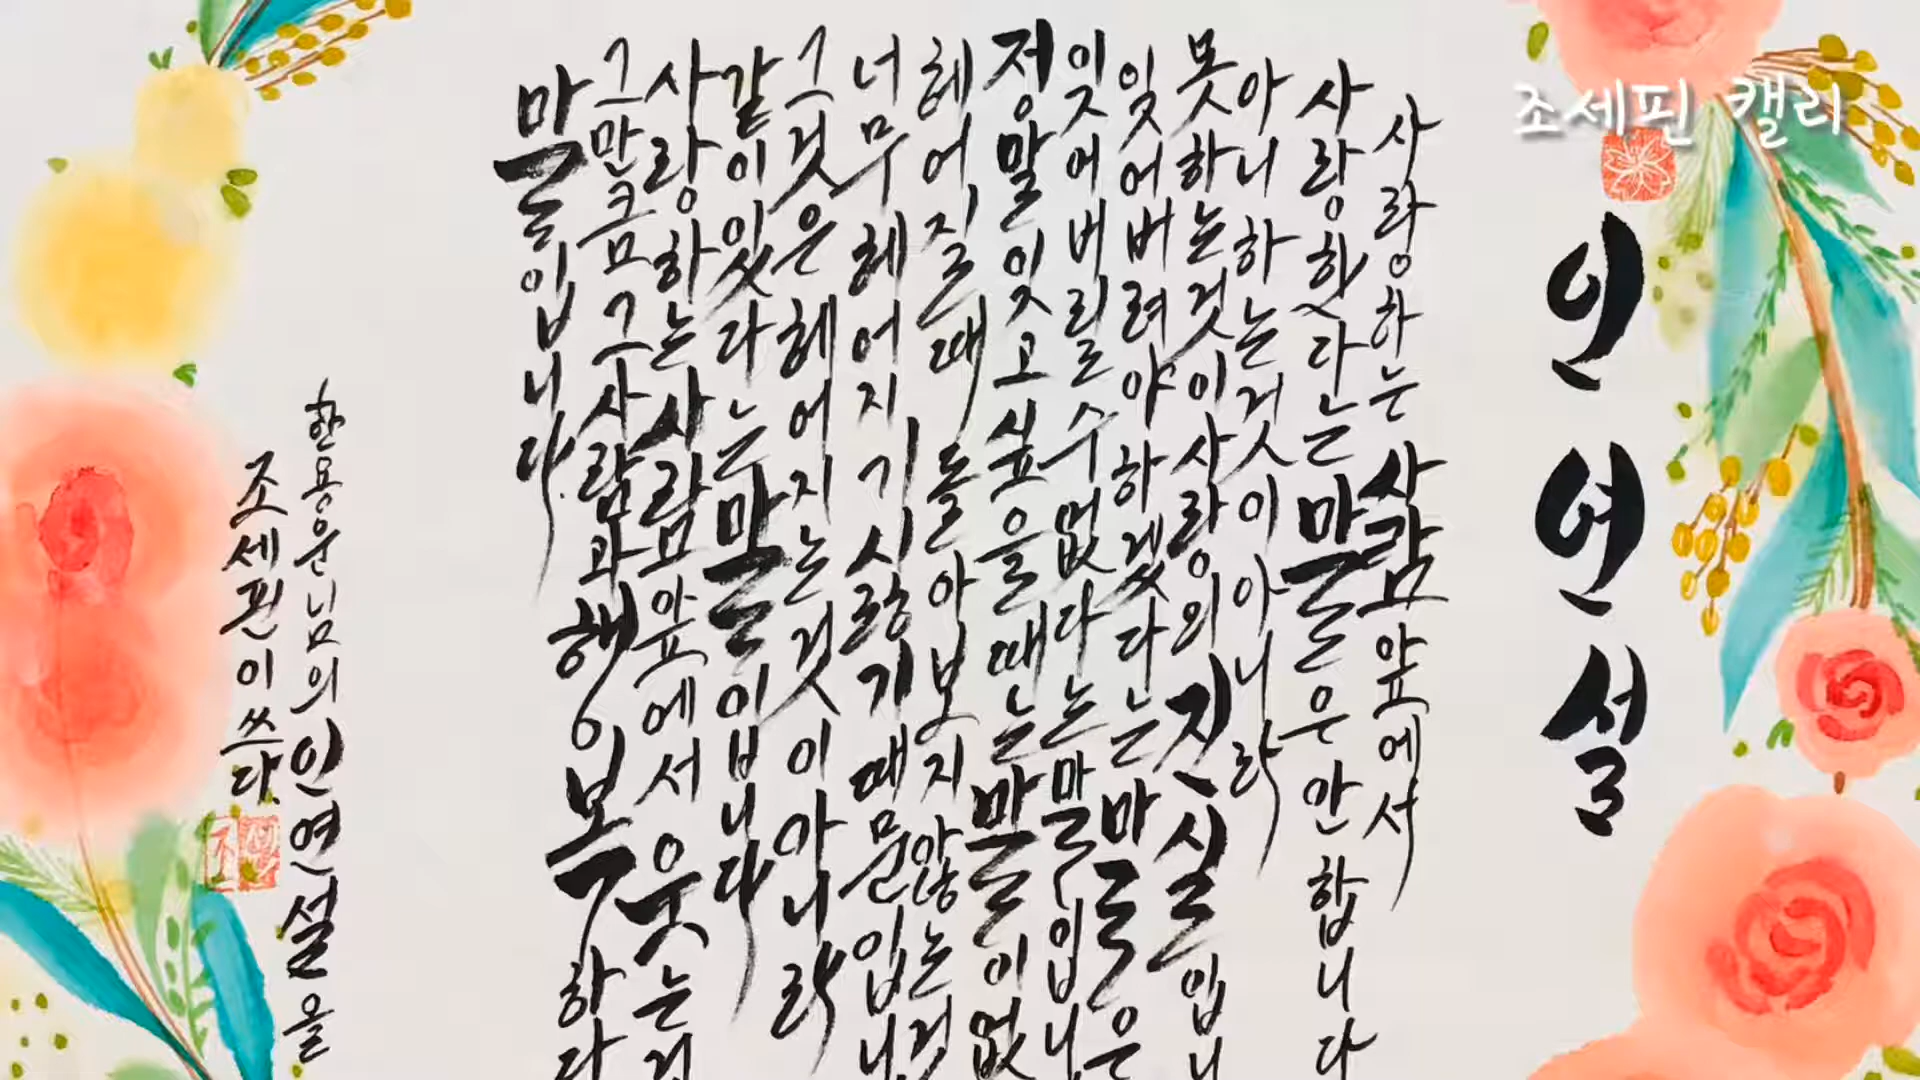 조세핀 캘리
인연설
사랑하는 사람 앞에서
사랑한다는 말은 안 합니다
아니하는 것이 아니라
못하는 것이 사랑의 진실입니
잊어버려야 하겠다는 말은
잊어버릴 수 없다는 말입니
정말 잊고 싶을 때는 말이 없
헤어질 때 돌아보지 않는 것
너무 헤어지기 싫기 때문입니
그것은 헤어지는 것이 아니라
같이 있다는 말입니다
사랑하는 사람 앞에서 웃는 것
그만큼 그 사람과 행복하다
말입니다.
한용운님의 인연설을
조세핀이 쓰다.